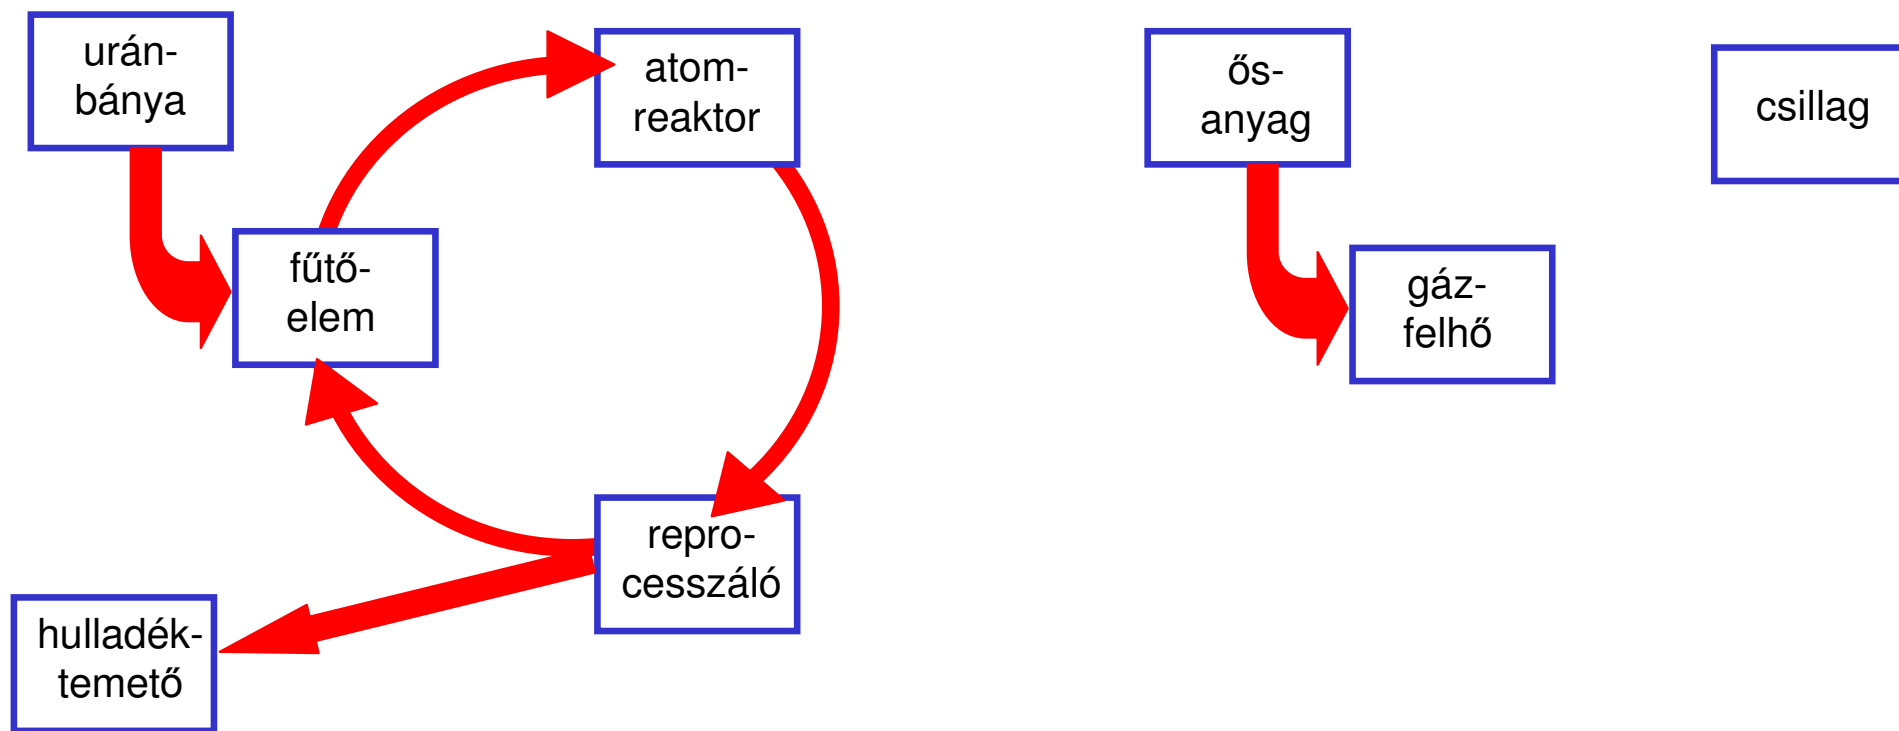 urán-
bánya
atom-
reaktor
fűtő-
elem
repro-
cesszáló
hulladék-
temető
ős-
anyag
gáz-
felhő
csillag